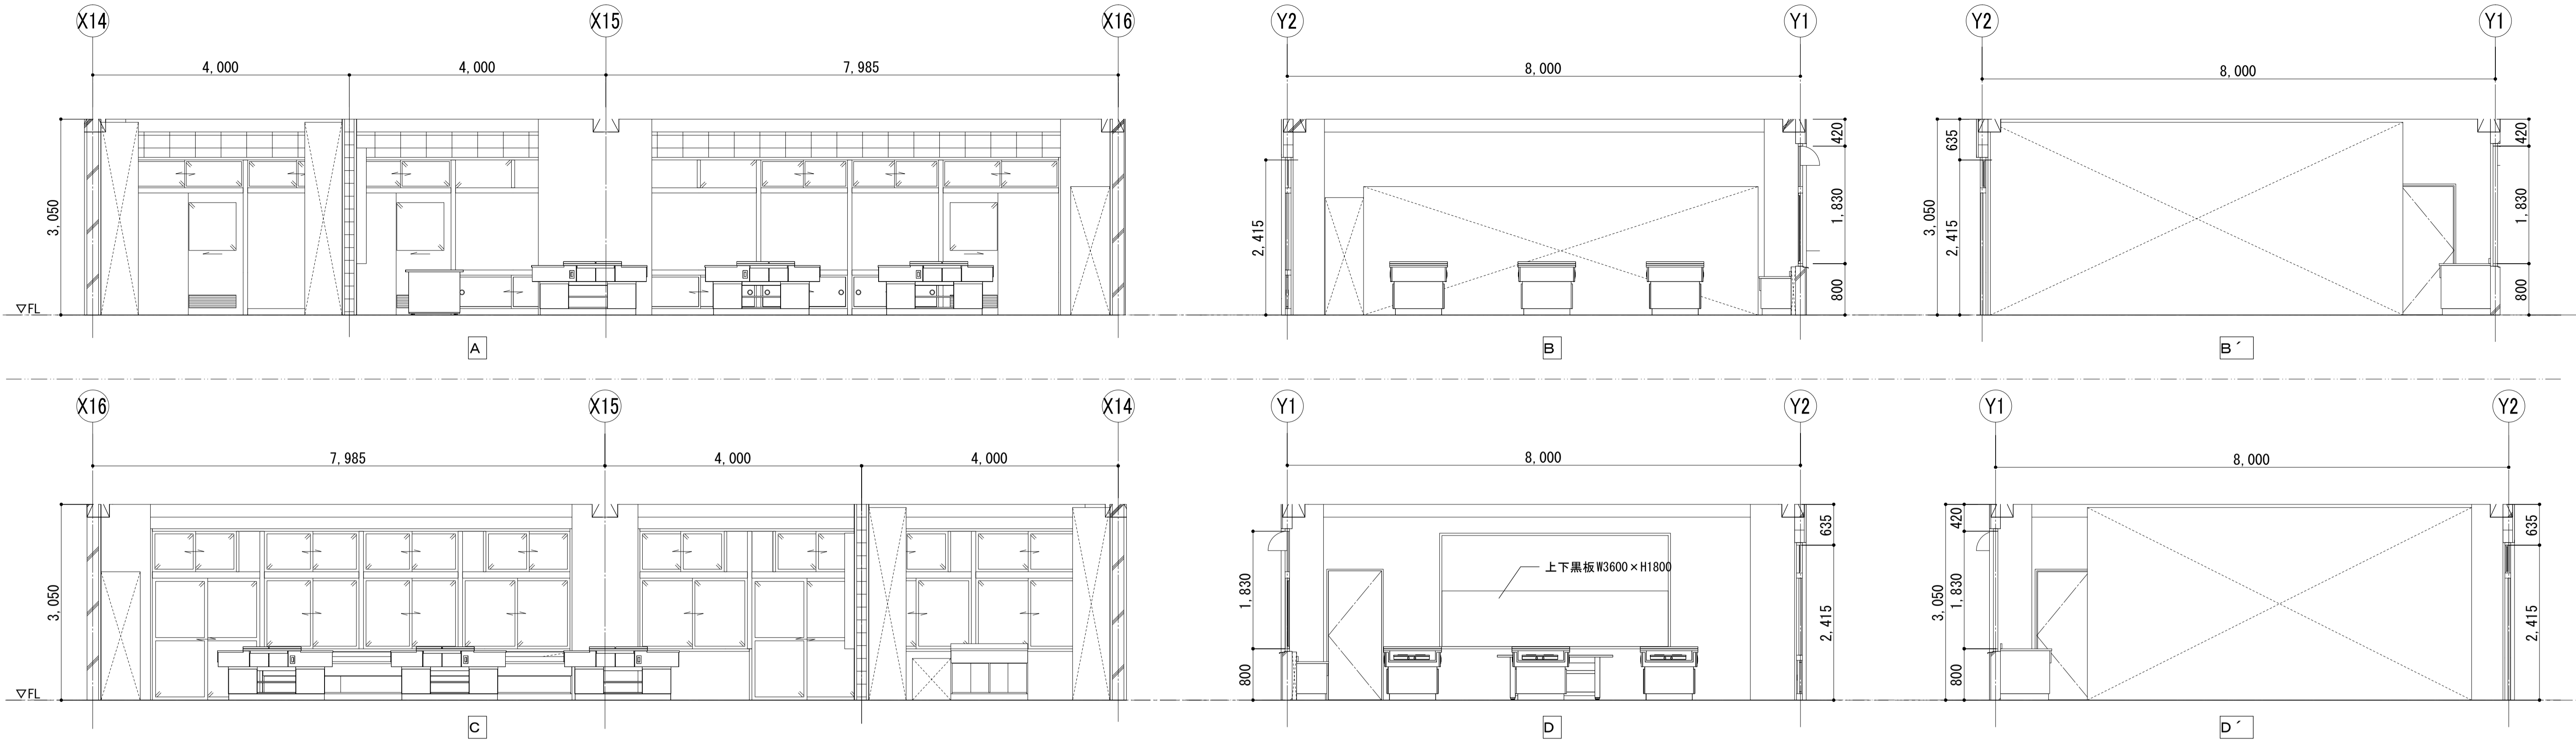 X14 X15 X16 Y2 Y1 Y2 Y1
4,000 4,000 7,985 8,000 8,000
3,050
▽FL
A
2,415
420
1,830
800
B
3,050
635
2,415
420
1,830
800
B´
X16 X15 X14 Y1 Y2 Y1 Y2
7,985 4,000 4,000 8,000 8,000
3,050
▽FL
C
1,830
800
上下黒板W3600×H1800
635
2,415
D
3,050
420
1,830
800
635
2,415
D´